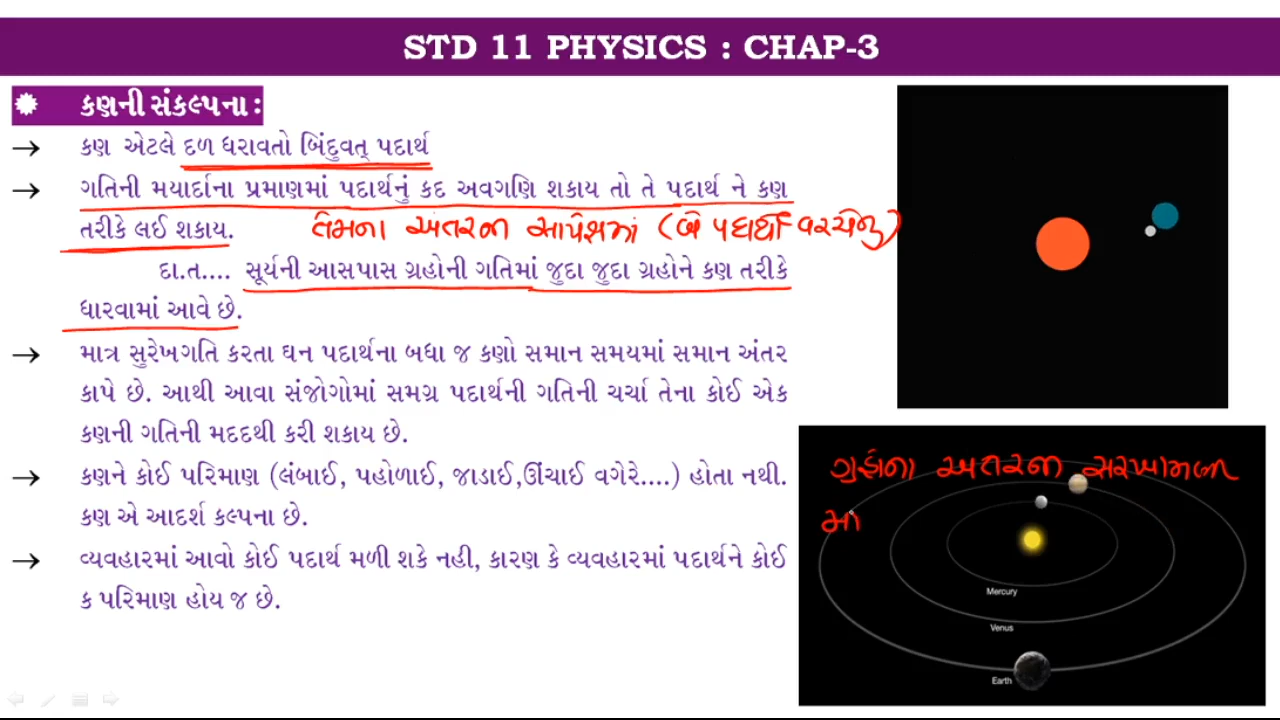 STD 11 PHYSICS : CHAP-3
કણની સંકલ્પના :
→ કણ એટલે દળ ધરાવતો બિંદુવત્ પદાર્થ
→ ગતિની મયાર્દાના પ્રમાણમાં પદાર્થનું કદ અવગણિ શકાય તો તે પદાર્થ ને કણ
તરીકે લઈ શકાય. તેમના અંતરના સાપેક્ષમાં (બે પદાર્થો વચ્ચેનુ)
દા.ત.... સૂર્યની આસપાસ ગ્રહોની ગતિમાં જુદા જુદા ગ્રહોને કણ તરીકે
ધારવામાં આવે છે.
→ માત્ર સુરેખગતિ કરતા ઘન પદાર્થના બધા જ કણો સમાન સમયમાં સમાન અંતર
કાપે છે. આથી આવા સંજોગોમાં સમગ્ર પદાર્થની ગતિની ચર્ચા તેના કોઈ એક
કણની ગતિની મદદથી કરી શકાય છે.
→ કણને કોઈ પરિમાણ (લંબાઈ, પહોળાઈ, જાડાઈ,ઊંચાઈ વગેરે....) હોતા નથી.
કણ એ આદર્શ કલ્પના છે.
→ વ્યવહારમાં આવો કોઈ પદાર્થ મળી શકે નહી, કારણ કે વ્યવહારમાં પદાર્થને કોઈ
ક પરિમાણ હોય જ છે.
ગ્રહોના અંતરના સરખામણી
માં
Mercury
Venus
Earth